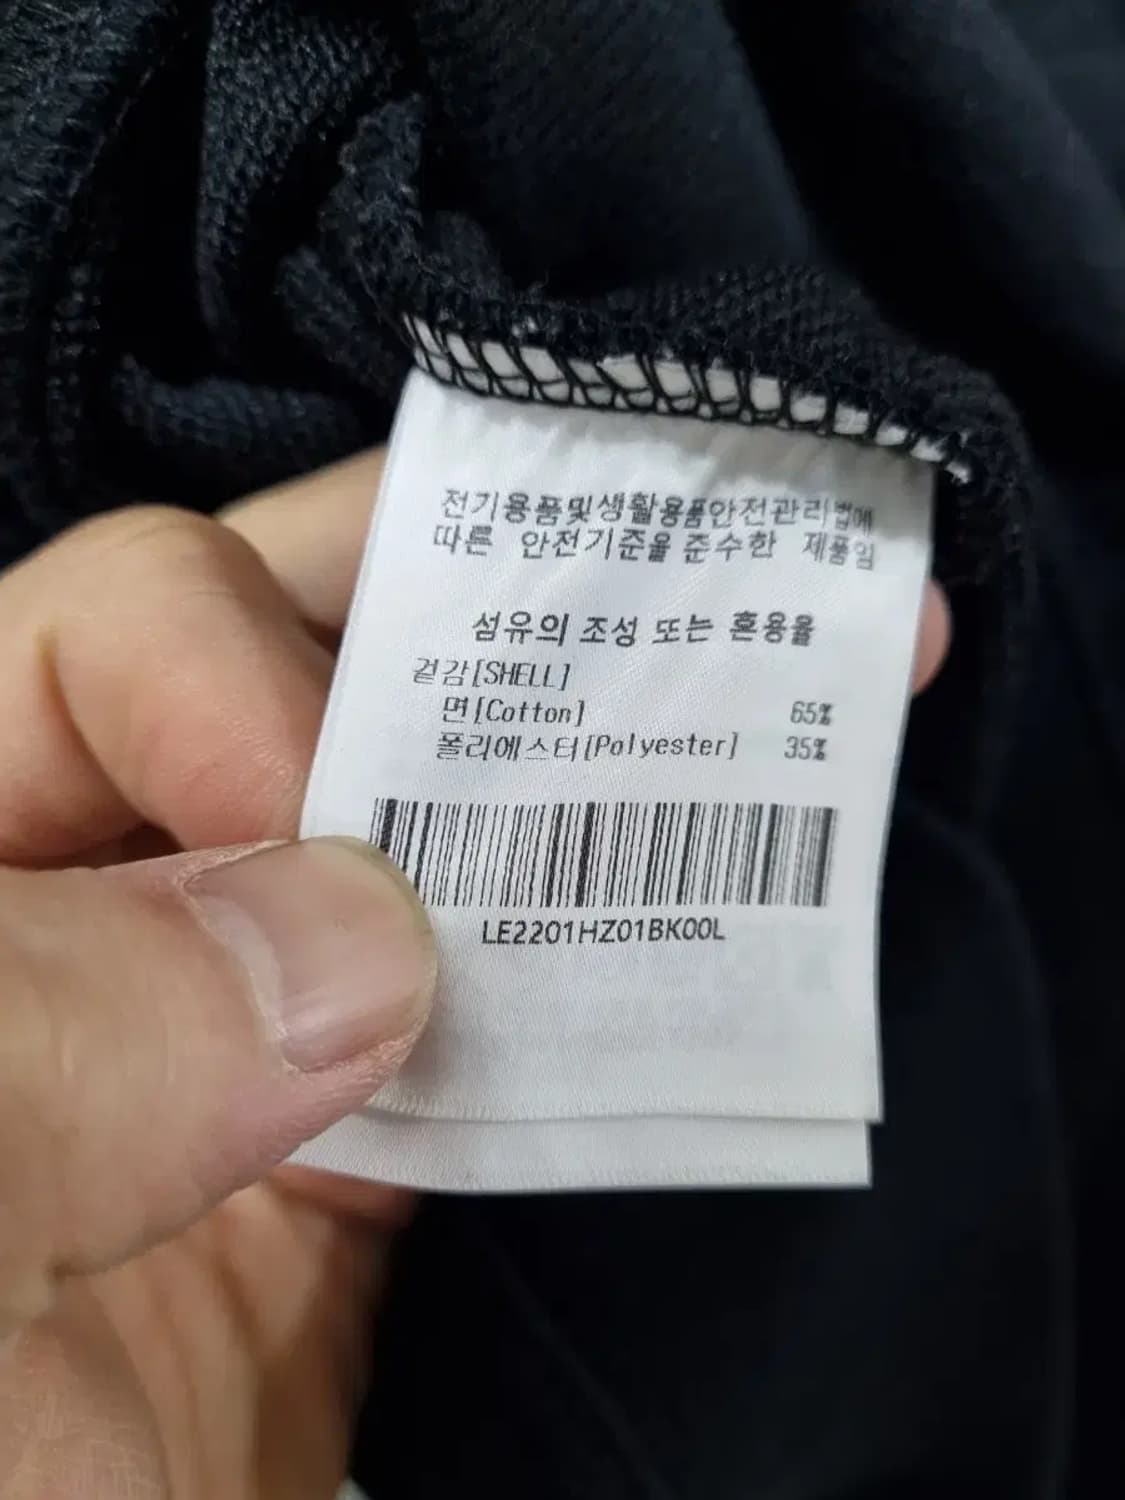 전기용품및생활용품안전관리법에
따른 안전기준을 준수한 제품임
섬유의 조성 또는 혼용율
겉감[SHELL]
면[Cotton] 65%
폴리에스터[Polyester] 35%
LE2201HZ01BK00L